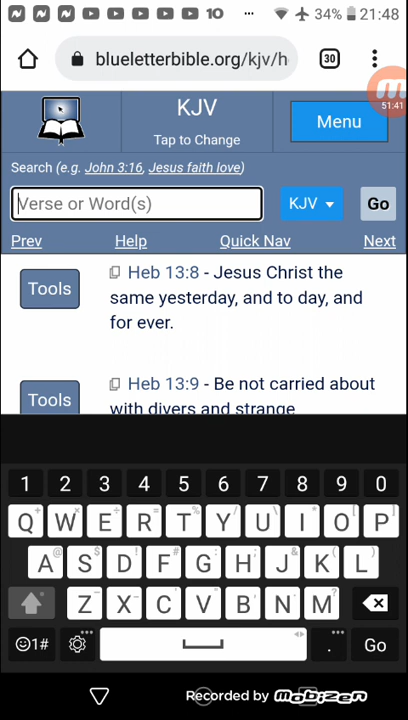 10 ... 34% 21:48
blueletterbible.org/kjv/h 30
M
51:41
KJV
Tap to Change
Menu
Search (e.g. John 3:16, Jesus faith love)
Verse or Word(s) KJV Go
Prev Help Quick Nav Next
Tools
Heb 13:8 - Jesus Christ the
same yesterday, and to day, and
for ever.
Tools
Heb 13:9 - Be not carried about
with divers and strange
1 2 3 4 5 6 7 8 9 0
Q W E R T Y U I O P
A S D F G H J K L
Z X C V B N M
1# . Go
Recorded by mobizen